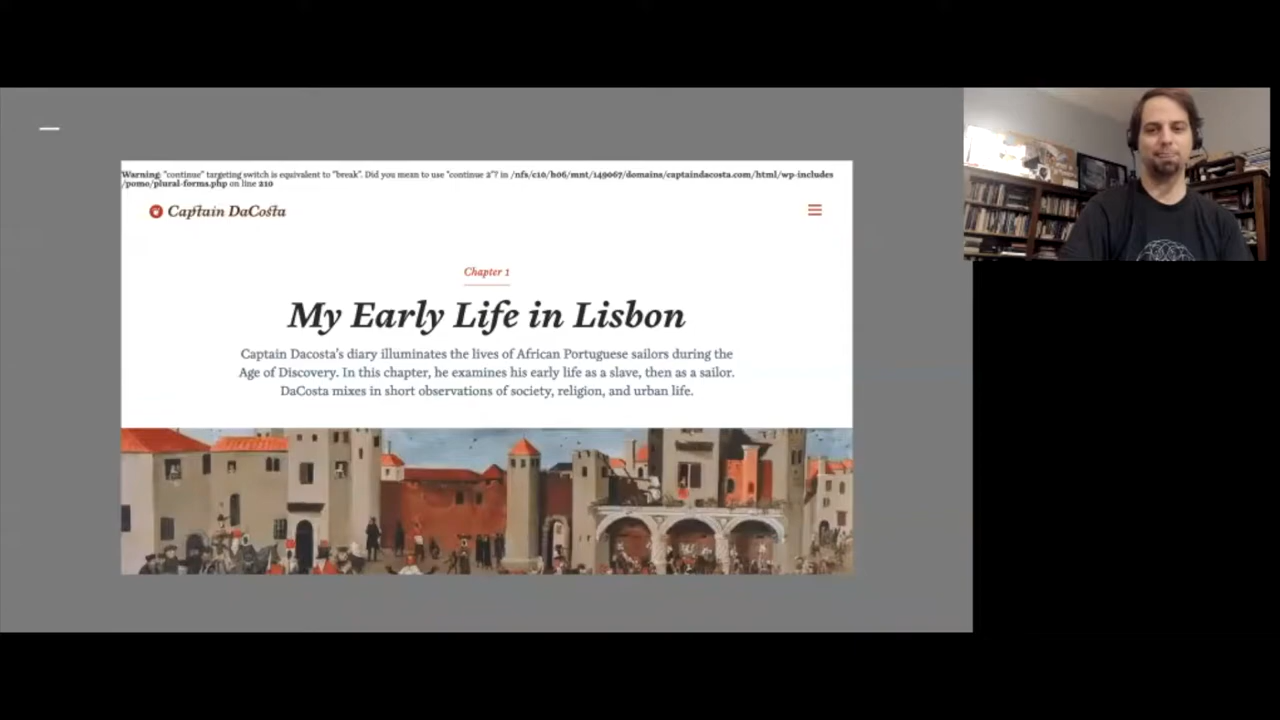 Warning: "continue" targeting switch is equivalent to "break". Did you mean to use "continue 2"? in /nfs/c10/h06/mnt/149067/domains/captaindacosta.com/html/wp-includes
/pomo/plural-forms.php on line 210
Captain DaCosta
Chapter 1
My Early Life in Lisbon
Captain Dacosta's diary illuminates the lives of African Portuguese sailors during the
Age of Discovery. In this chapter, he examines his early life as a slave, then as a sailor.
DaCosta mixes in short observations of society, religion, and urban life.